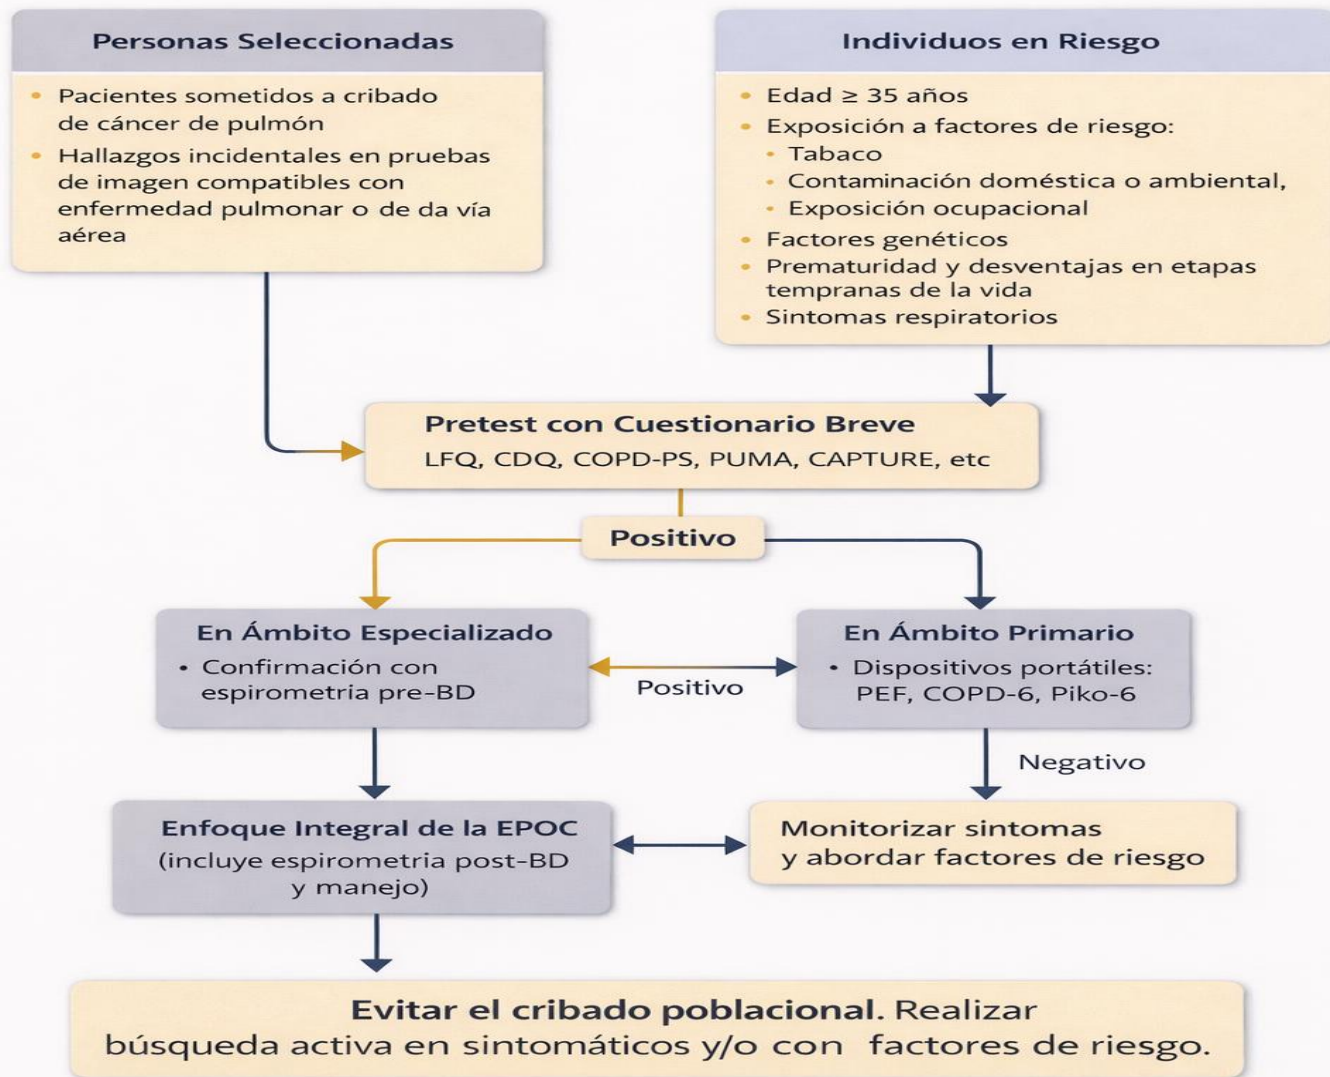 Personas Seleccionadas
• Pacientes sometidos a cribado
de cáncer de pulmón
• Hallazgos incidentales en pruebas
de imagen compatibles con
enfermedad pulmonar o de da vía
aérea
Individuos en Riesgo
• Edad ≥ 35 años
• Exposición a factores de riesgo:
• Tabaco
• Contaminación doméstica o ambiental,
• Exposición ocupacional
• Factores genéticos
• Prematuridad y desventajas en etapas
tempranas de la vida
• Sintomas respiratorios
Pretest con Cuestionario Breve
LFQ, CDQ, COPD-PS, PUMA, CAPTURE, etc
Positivo
En Ámbito Especializado
• Confirmación con
espirometria pre-BD
Positivo
En Ámbito Primario
• Dispositivos portátiles:
PEF, COPD-6, Piko-6
Negativo
Enfoque Integral de la EPOC
(incluye espirometria post-BD
y manejo)
Monitorizar sintomas
y abordar factores de riesgo
Evitar el cribado poblacional. Realizar
búsqueda activa en sintomáticos y/o con factores de riesgo.